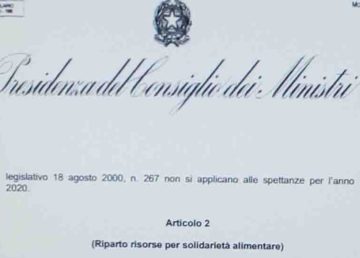 Presidenza del Consiglio dei Ministri
legislativo 18 agosto 2000, n. 267 non si applicano alle spettanze per l'anno
2020.
Articolo 2
(Riparto risorse per solidarietà alimentare)